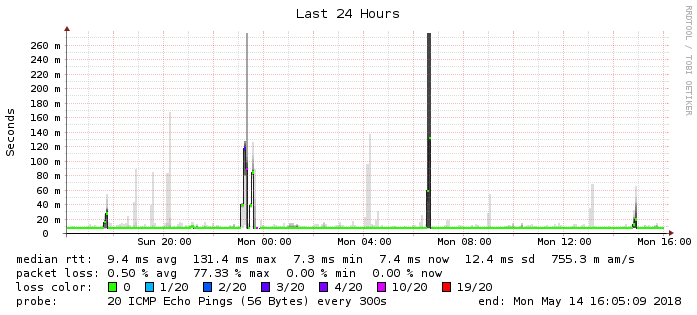 Last 24 Hours
RRDTOOL / TOBI OETIKER
Seconds
260 m
240 m
220 m
200 m
180 m
160 m
140 m
120 m
100 m
80 m
60 m
40 m
20 m
0
Sun 20:00 Mon 00:00 Mon 04:00 Mon 08:00 Mon 12:00 Mon 16:00
median rtt: 9.4 ms avg 131.4 m max 7.3 m min 7.4 m now 12.4 m sd 755.3 m am/s
packet loss: 0.50 % avg 77.33 % max 0.00 % min 0.00 % now
loss color: 0 1/20 2/20 3/20 4/20 10/20 19/20
probe: 20 ICMP Echo Pings (56 Bytes) every 300s end: Mon May 14 16:05:09 2018